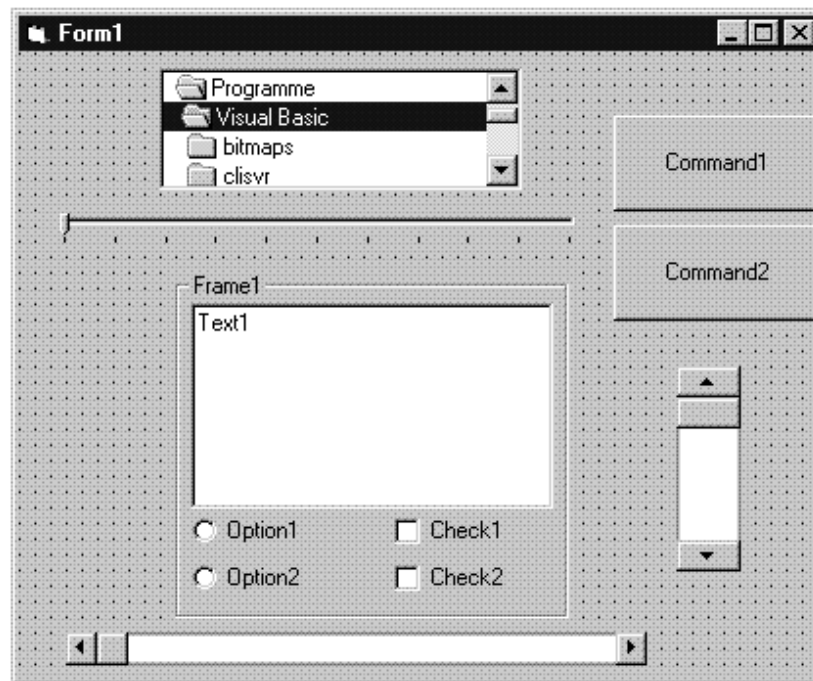 Form1
Programme
Visual Basic
bitmaps
clisvr
Command1
Command2
Frame1
Text1
Option1
Check1
Option2
Check2